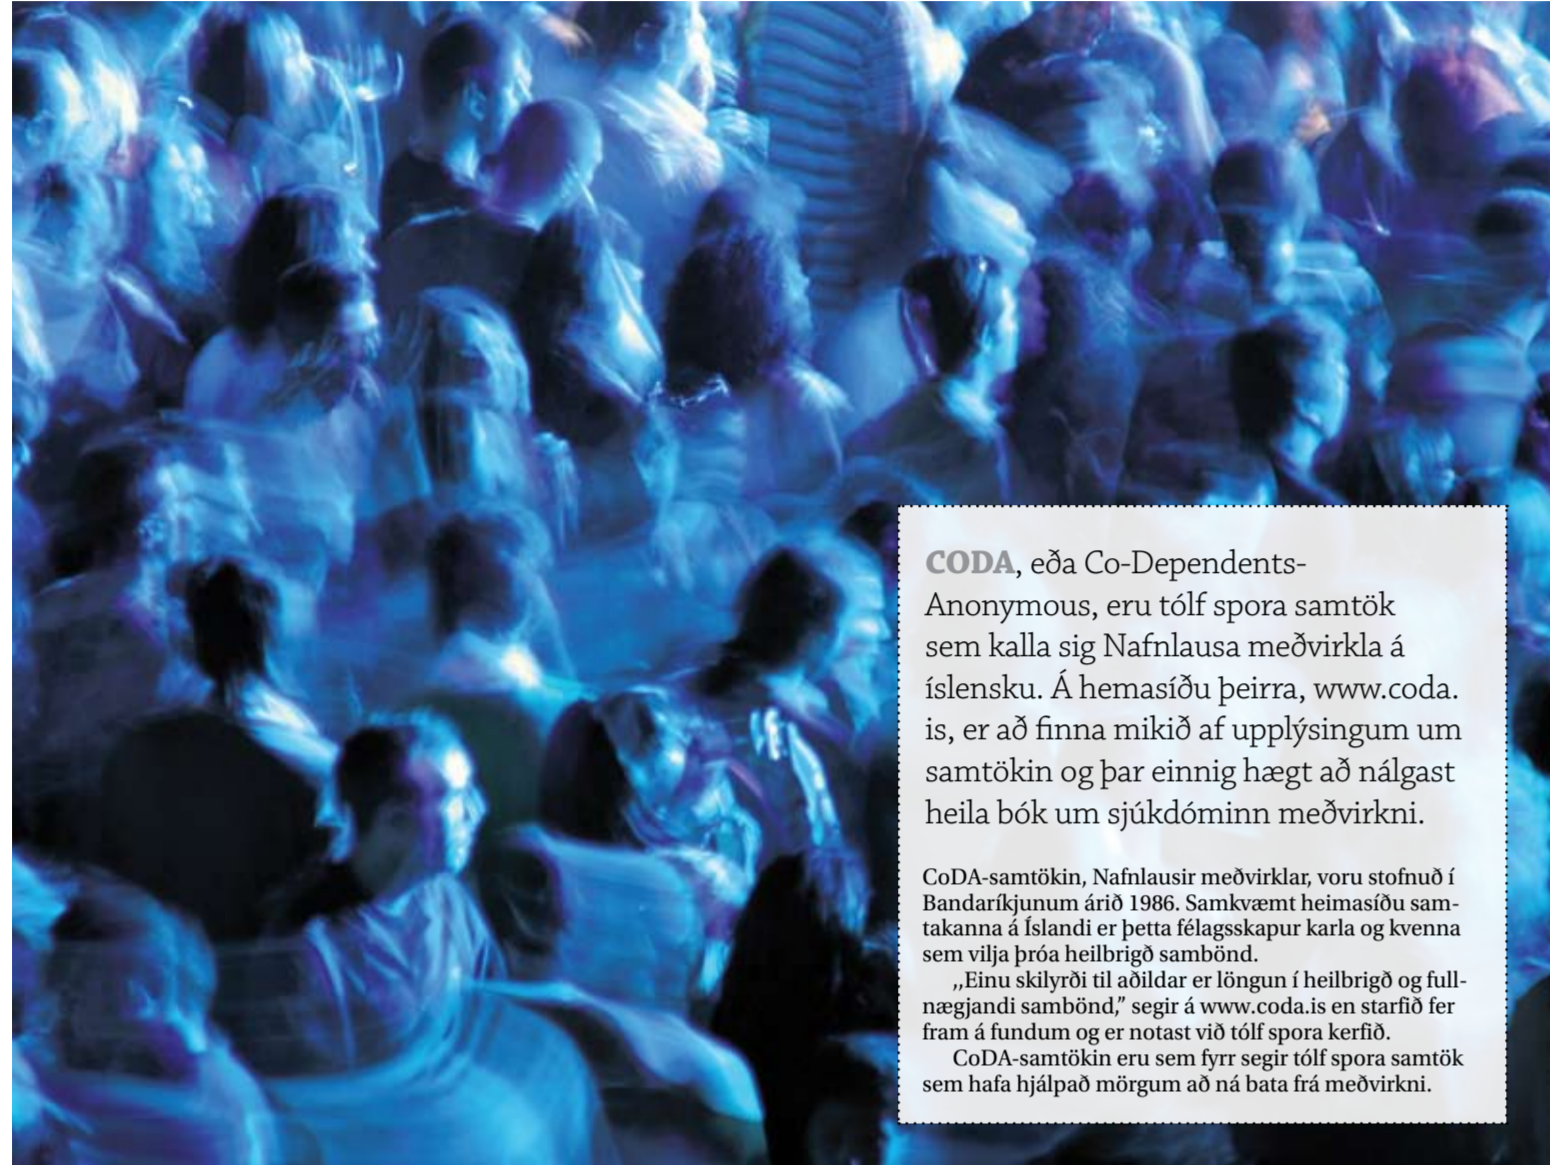 CODA, eða Co-Dependents-
Anonymous, eru tólf spora samtök
sem kalla sig Nafnlausa meðvirkla á
íslensku. Á hemasíðu þeirra, www.coda.
is, er að finna mikið af upplýsingum um
samtökin og þar einnig hægt að nálgast
heila bók um sjúkdóminn meðvirkni.
CoDA-samtökin, Nafnlausir meðvirklar, voru stofnuð í
Bandaríkjunum árið 1986. Samkvæmt heimasíðu sam-
takanna á Íslandi er þetta félagsskapur karla og kvenna
sem vilja þróa heilbrigð sambönd.
,,Einu skilyrði til aðildar er löngun í heilbrigð og full-
nægjandi sambönd,” segir á www.coda.is en starfið fer
fram á fundum og er notast við tólf spora kerfið.
CoDA-samtökin eru sem fyrr segir tólf spora samtök
sem hafa hjálpað mörgum að ná bata frá meðvirkni.